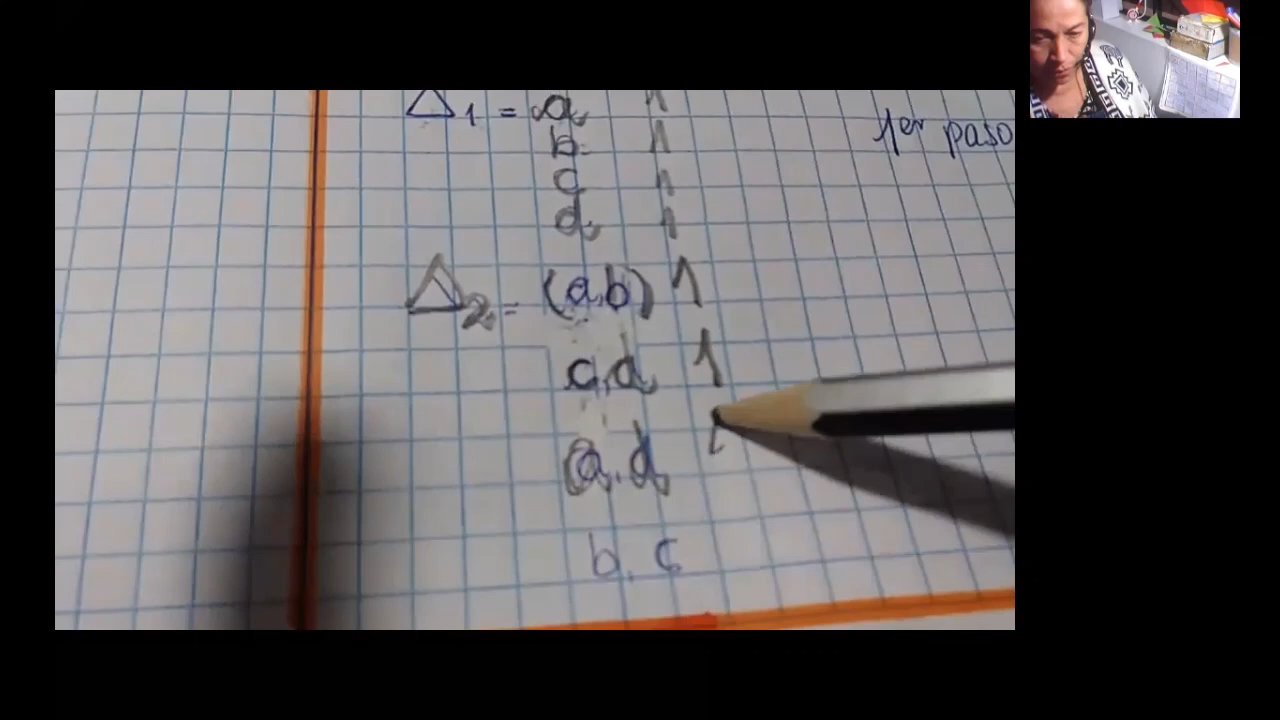 Δ1 = a 1
b 1
c 1
d 1
1er paso
Δ2 = (a,b) 1
c,d 1
a,d
b,c